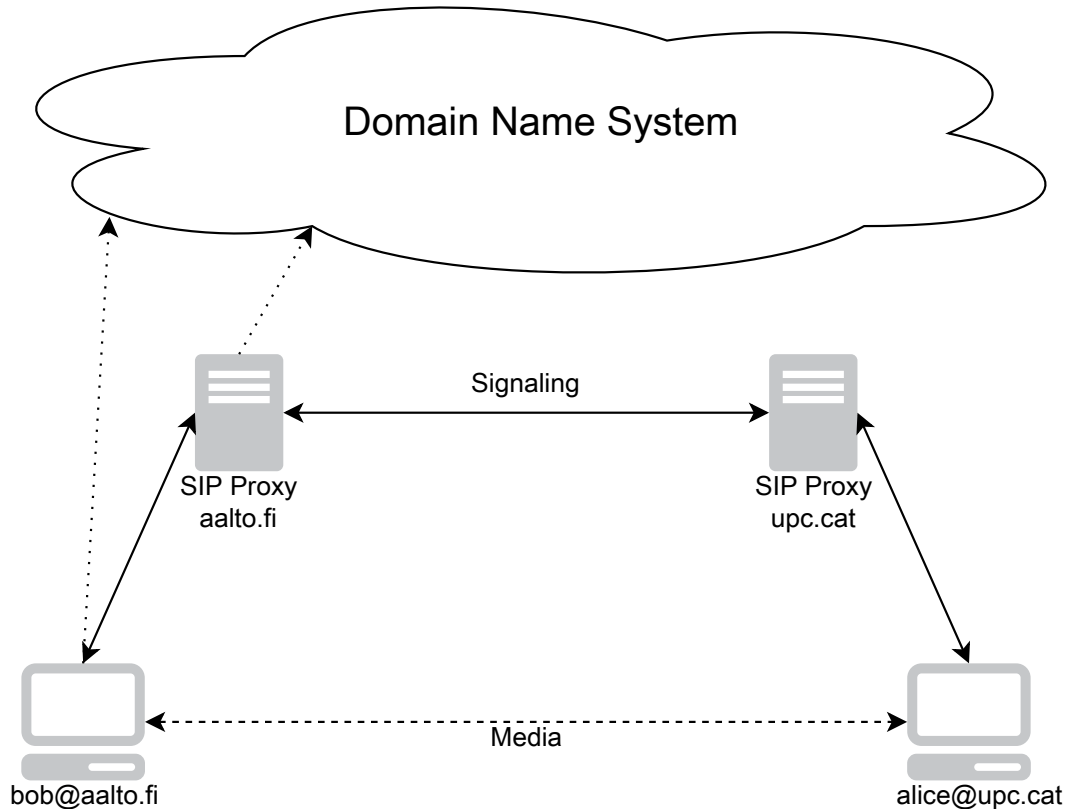 Domain Name System
Signaling
SIP Proxy
aalto.fi
SIP Proxy
upc.cat
Media
bob@aalto.fi
alice@upc.cat